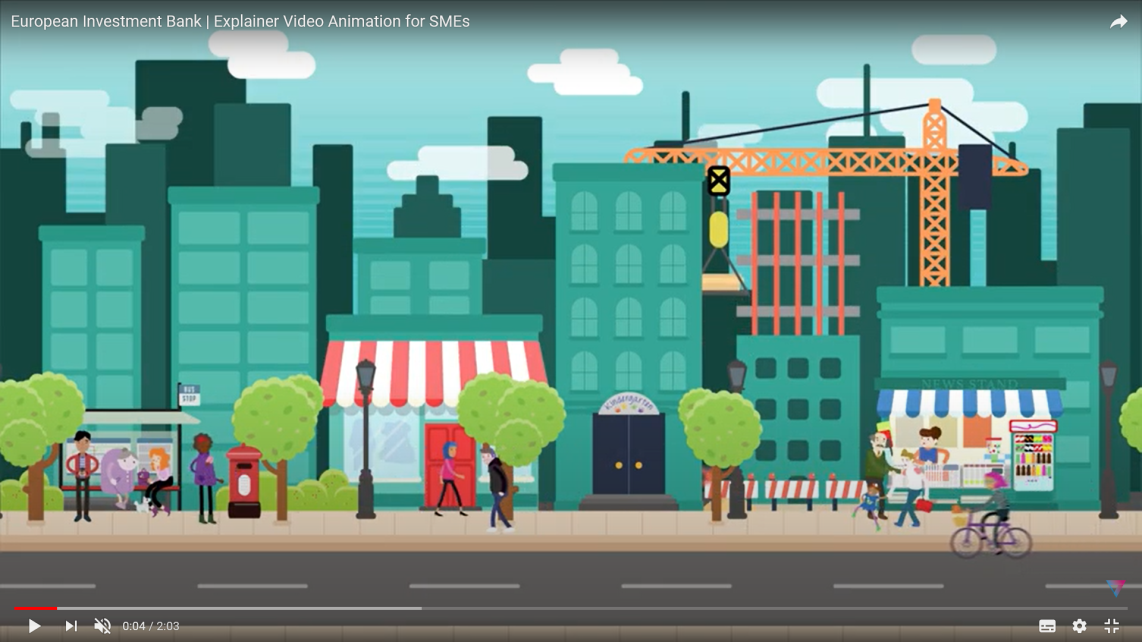 European Investment Bank | Explainer Video Animation for SMEs
BUS
STOP
Kindergarten
NEWS STAND
0:04 / 2:03